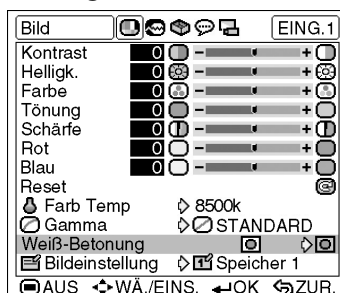 Bild EING.1
Kontrast 0
Helligk. 0
Farbe 0
Tönung 0
Schärfe 0
Rot 0
Blau 0
Reset
Farb Temp 8500k
Gamma STANDARD
Weiß-Betonung
Bildeinstellung Speicher 1
AUS WÄ./EINS. OK ZUR.